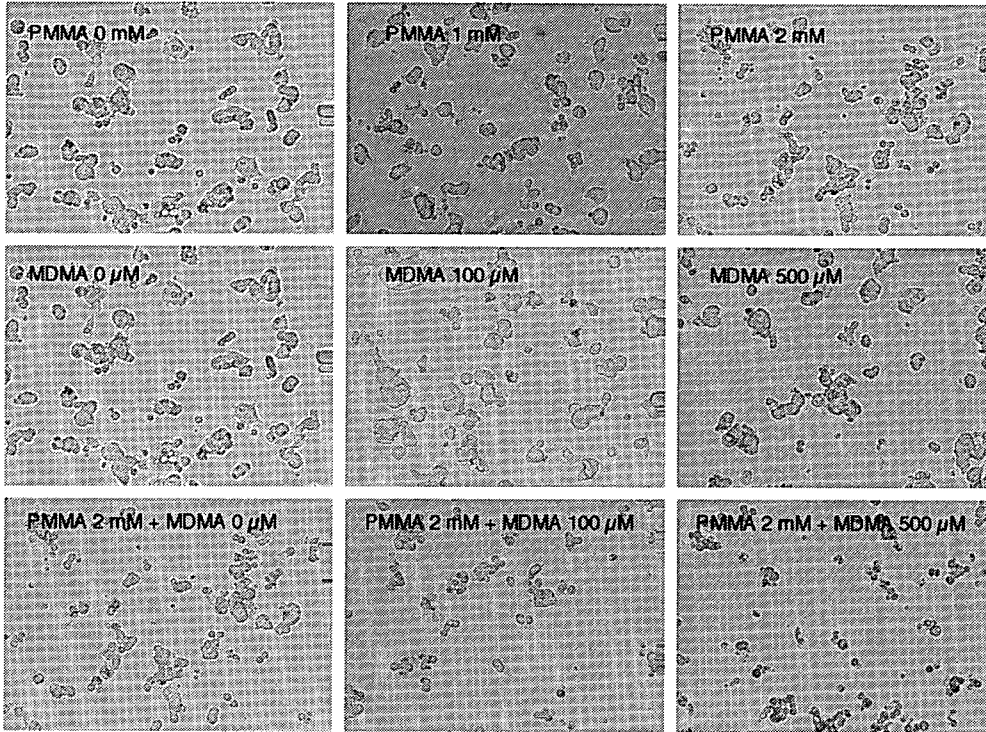 PMMA 0 mM
PMMA 1 mM
PMMA 2 mM
MDMA 0 µM
MDMA 100 µM
MDMA 500 µM
PMMA 2 mM + MDMA 0 µM
PMMA 2 mM + MDMA 100 µM
PMMA 2 mM + MDMA 500 µM